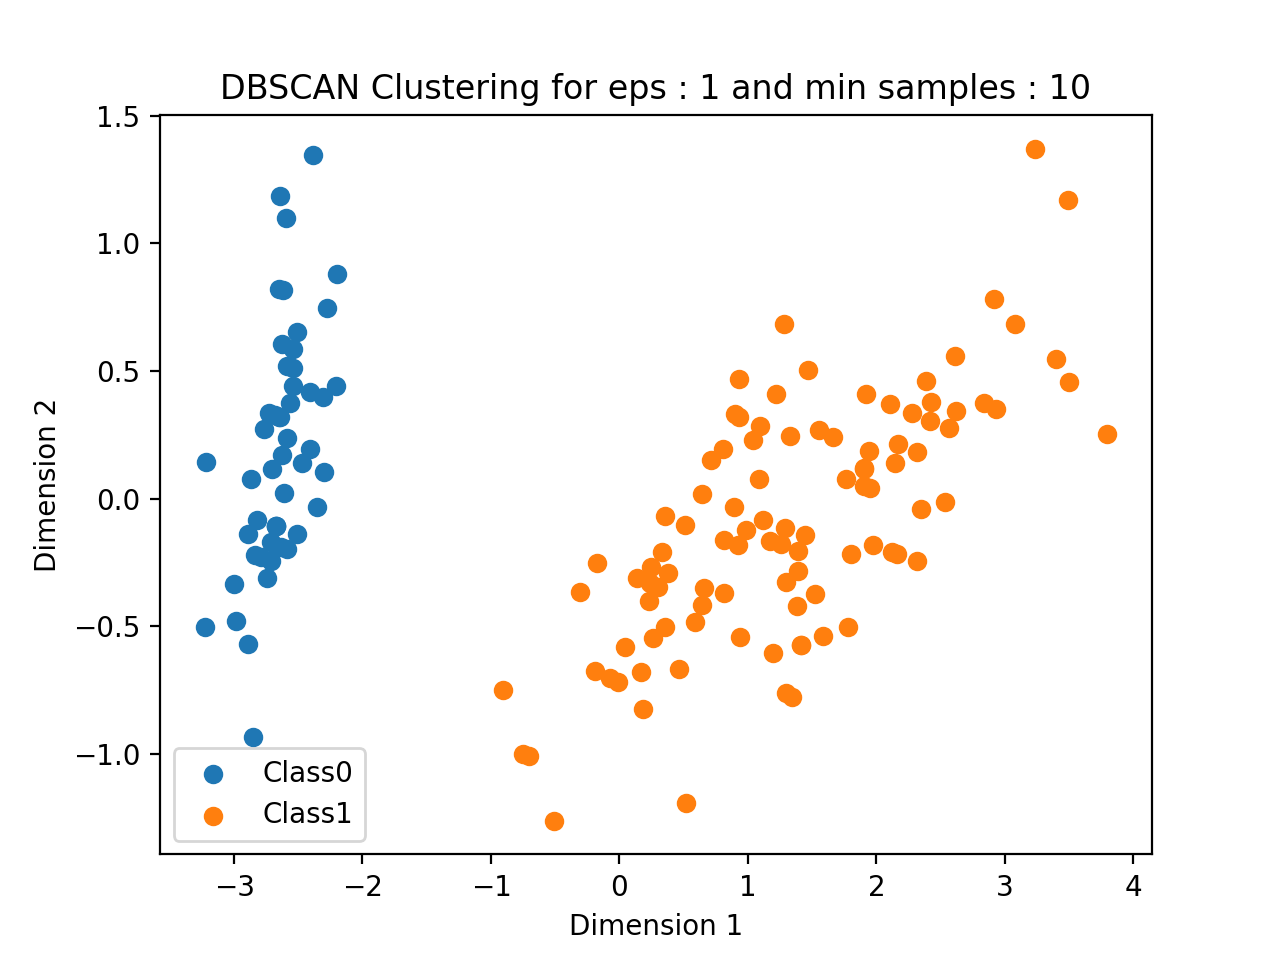 DBSCAN Clustering for eps : 1 and min samples : 10
1.5
1.0
0.5
0.0
−0.5
−1.0
Dimension 2
Class0
Class1
−3 −2 −1 0 1 2 3 4
Dimension 1